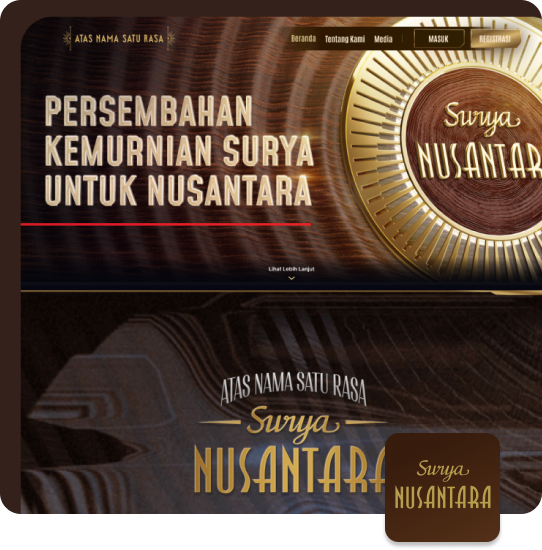 ATAS NAMA SATU RASA
Beranda Tentang Kami Media MASUK REGISTRASI
PERSEMBAHAN
KEMURNIAN SURYA
UNTUK NUSANTARA
Surya
NUSANTAR
Lihat Lebih Lanjut
ATAS NAMA SATU RASA
Surya
NUSANTARA
Surya
NUSANTARA